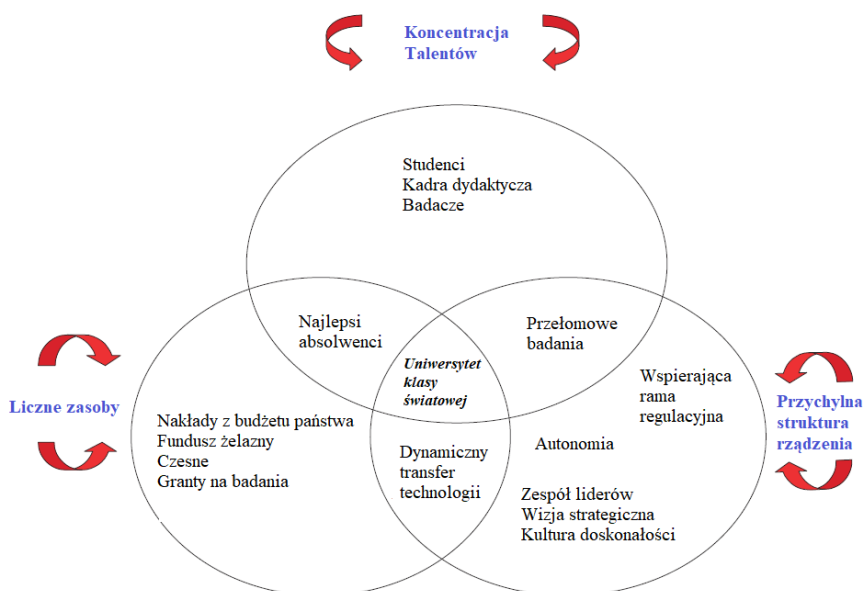 Koncentracja
Talentów
Studenci
Kadra dydaktycza
Badacze
Najlepsi
absolwenci
Przełomowe
badania
Uniwersytet
klasy
światowej
Wspierająca
rama
regulacyjna
Liczne zasoby
Przychylna
struktura
rządzenia
Nakłady z budżetu państwa
Fundusz żelazny
Czesne
Granty na badania
Dynamiczny
transfer
technologii
Autonomia
Zespół liderów
Wizja strategiczna
Kultura doskonałości